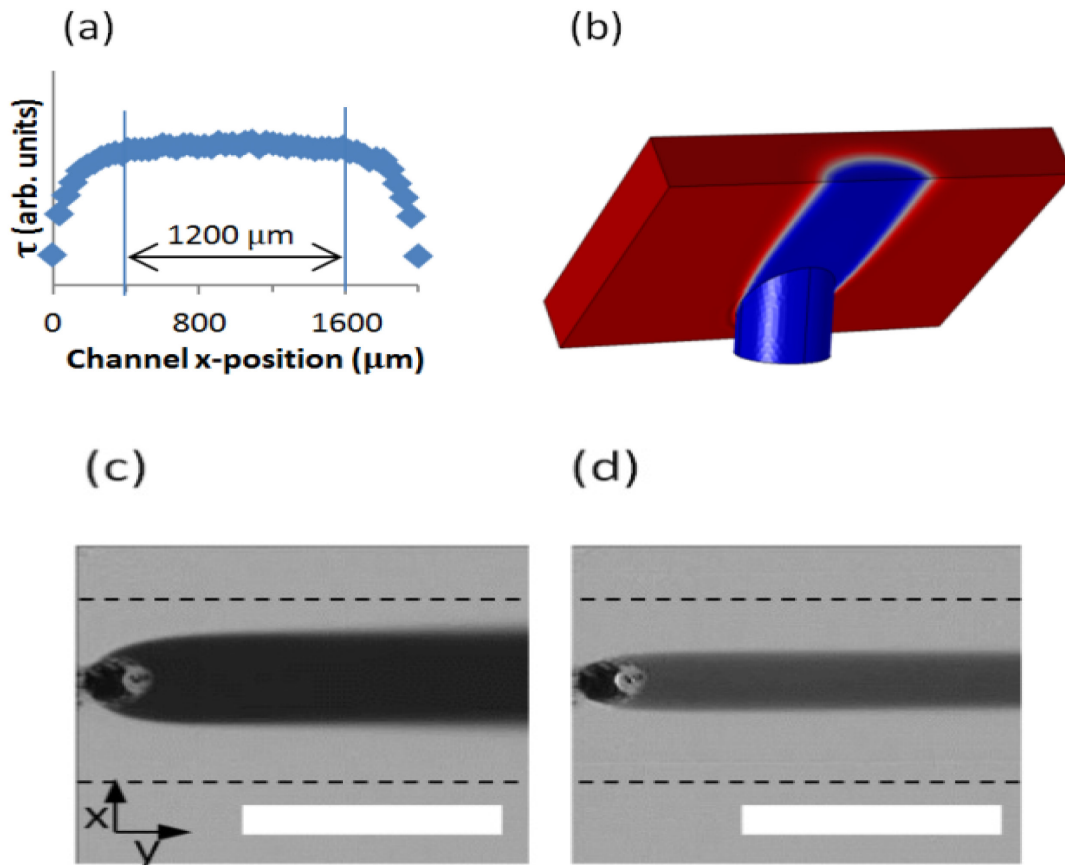 (a)
(b)
τ (arb. units)
1200 μm
0
800
1600
Channel x-position (μm)
(c)
(d)
x
y